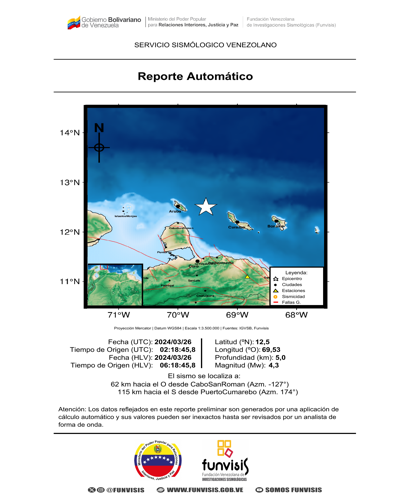 Gobierno Bolivariano
de Venezuela
Ministerio del Poder Popular
para Relaciones Interiores, Justicia y Paz
Fundación Venezolana
de Investigaciones Sismológicas (Funvisis)
SERVICIO SISMÓLOGICO VENEZOLANO
Reporte Automático
14°N
N
13°N
Aruba
12°N
11°N
Leyenda:
Epicentro
Ciudades
Estaciones
Sismicidad
Fallas G.
71°W
70°W
69°W
68°W
Proyección Mercator | Datum WGS84 | Escala 1:3.500.000 | Fuentes: IGVSB, Funvisis
Fecha (UTC): 2024/03/26
Tiempo de Origen (UTC): 02:18:45,8
Fecha (HLV): 2024/03/26
Tiempo de Origen (HLV): 06:18:45,8
Latitud (ºN): 12,5
Longitud (ºO): 69,53
Profundidad (km): 5,0
Magnitud (Mw): 4,3
El sismo se localiza a:
62 km hacia el O desde CaboSanRoman (Azm. -127°)
115 km hacia el S desde PuertoCumarebo (Azm. 174°)
Atención: Los datos reflejados en este reporte preliminar son generados por una aplicación de
cálculo automático y sus valores pueden ser inexactos hasta ser revisados por un analista de
forma de onda.
funvisis
Fundación Venezolana de
INVESTIGACIONES SISMOLÓGICAS
@FUNVISIS
WWW.FUNVISIS.GOB.VE
SOMOS FUNVISIS